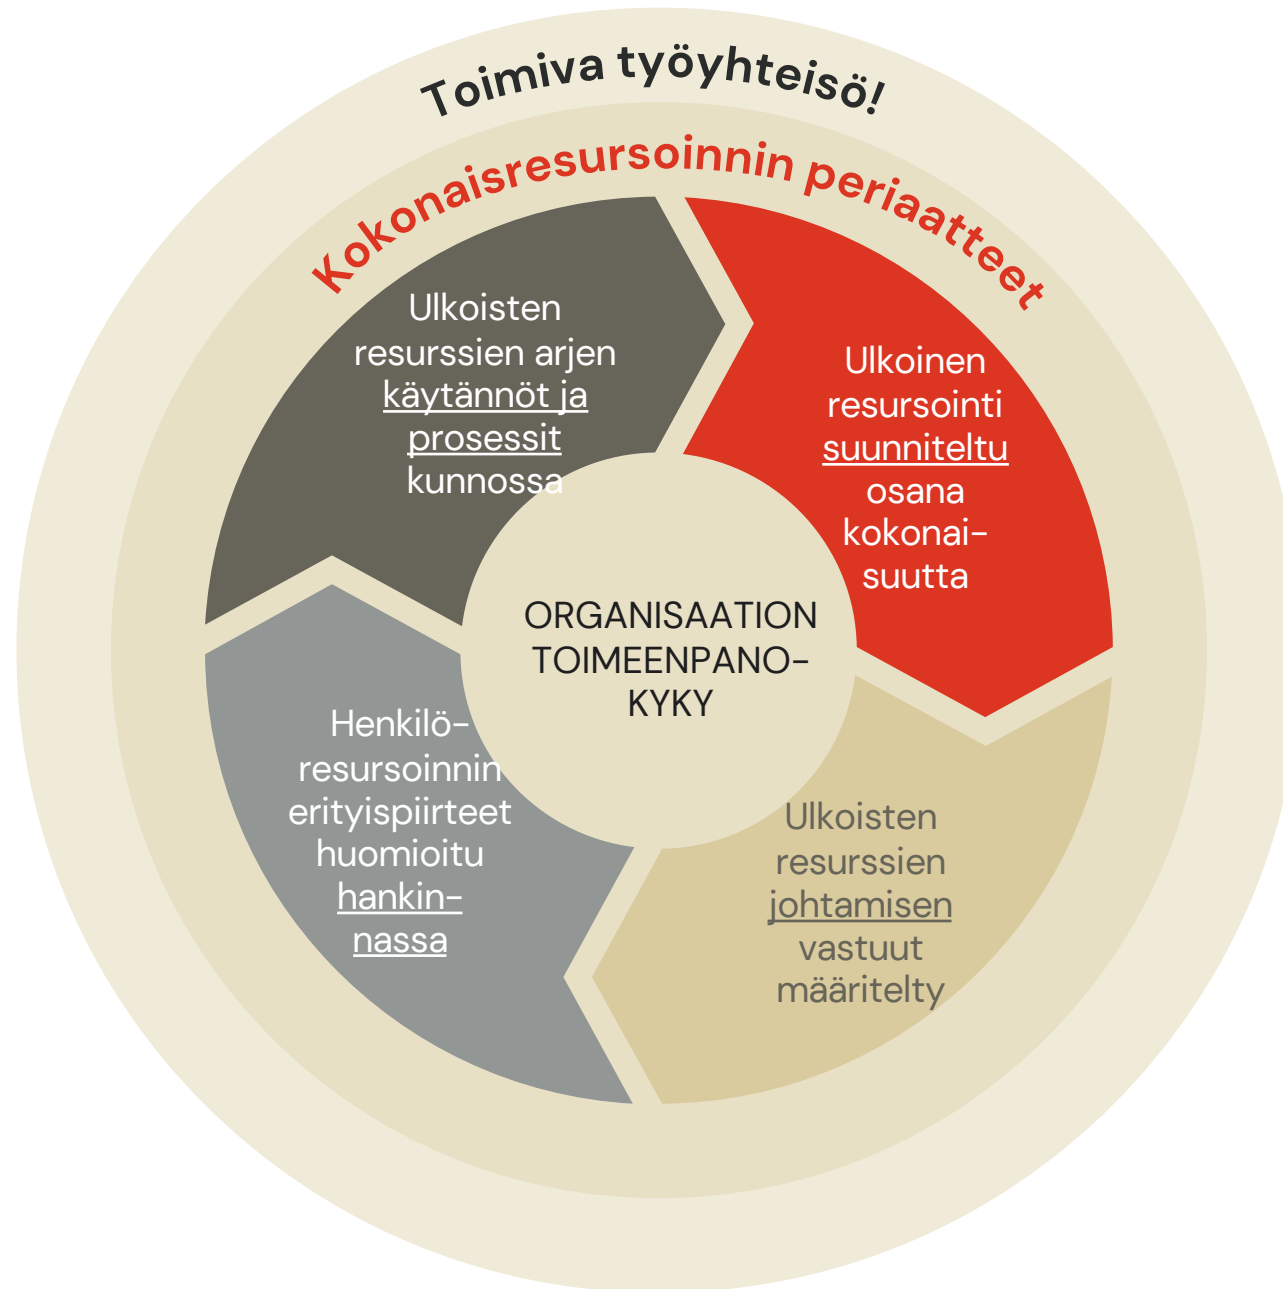 Toimiva työyhteisö!
Kokonaisresursoinnin periaatteet
Ulkoisten
resurssien arjen
käytännöt ja
prosessit
kunnossa
Ulkoinen
resursointi
suunniteltu
osana
kokonai-
suutta
ORGANISAATION
TOIMEENPANO-
KYKY
Henkilö-
resursoinnin
erityispiirteet
huomioitu
hankin-
nassa
Ulkoisten
resurssien
johtamisen
vastuut
määritelty